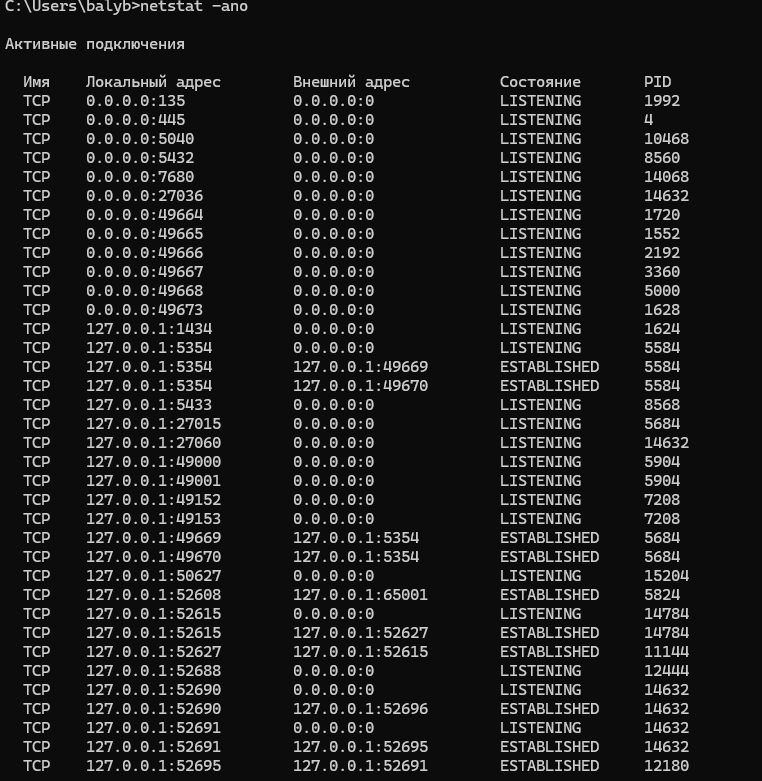 C:\Users\balyb>netstat -ano
Активные подключения
Имя Локальный адрес Внешний адрес Состояние PID
TCP 0.0.0.0:135 0.0.0.0:0 LISTENING 1992
TCP 0.0.0.0:445 0.0.0.0:0 LISTENING 4
TCP 0.0.0.0:5040 0.0.0.0:0 LISTENING 10468
TCP 0.0.0.0:5432 0.0.0.0:0 LISTENING 8560
TCP 0.0.0.0:7680 0.0.0.0:0 LISTENING 14068
TCP 0.0.0.0:27036 0.0.0.0:0 LISTENING 14632
TCP 0.0.0.0:49664 0.0.0.0:0 LISTENING 1720
TCP 0.0.0.0:49665 0.0.0.0:0 LISTENING 1552
TCP 0.0.0.0:49666 0.0.0.0:0 LISTENING 2192
TCP 0.0.0.0:49667 0.0.0.0:0 LISTENING 3360
TCP 0.0.0.0:49668 0.0.0.0:0 LISTENING 5000
TCP 0.0.0.0:49673 0.0.0.0:0 LISTENING 1628
TCP 127.0.0.1:1434 0.0.0.0:0 LISTENING 1624
TCP 127.0.0.1:5354 0.0.0.0:0 LISTENING 5584
TCP 127.0.0.1:5354 127.0.0.1:49669 ESTABLISHED 5584
TCP 127.0.0.1:5354 127.0.0.1:49670 ESTABLISHED 5584
TCP 127.0.0.1:5433 0.0.0.0:0 LISTENING 8568
TCP 127.0.0.1:27015 0.0.0.0:0 LISTENING 5684
TCP 127.0.0.1:27060 0.0.0.0:0 LISTENING 14632
TCP 127.0.0.1:49000 0.0.0.0:0 LISTENING 5904
TCP 127.0.0.1:49001 0.0.0.0:0 LISTENING 5904
TCP 127.0.0.1:49152 0.0.0.0:0 LISTENING 7208
TCP 127.0.0.1:49153 0.0.0.0:0 LISTENING 7208
TCP 127.0.0.1:49669 127.0.0.1:5354 ESTABLISHED 5684
TCP 127.0.0.1:49670 127.0.0.1:5354 ESTABLISHED 5684
TCP 127.0.0.1:50627 0.0.0.0:0 LISTENING 15204
TCP 127.0.0.1:52608 127.0.0.1:65001 ESTABLISHED 5824
TCP 127.0.0.1:52615 0.0.0.0:0 LISTENING 14784
TCP 127.0.0.1:52615 127.0.0.1:52627 ESTABLISHED 14784
TCP 127.0.0.1:52627 127.0.0.1:52615 ESTABLISHED 11144
TCP 127.0.0.1:52688 0.0.0.0:0 LISTENING 12444
TCP 127.0.0.1:52690 0.0.0.0:0 LISTENING 14632
TCP 127.0.0.1:52690 127.0.0.1:52696 ESTABLISHED 14632
TCP 127.0.0.1:52691 0.0.0.0:0 LISTENING 14632
TCP 127.0.0.1:52691 127.0.0.1:52695 ESTABLISHED 14632
TCP 127.0.0.1:52695 127.0.0.1:52691 ESTABLISHED 12180